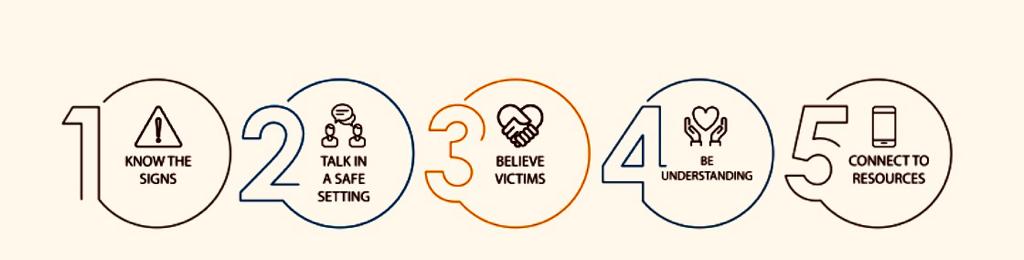 1
KNOW THE
SIGNS
2
TALK IN
A SAFE
SETTING
3
BELIEVE
VICTIMS
4
BE
UNDERSTANDING
5
CONNECT TO
RESOURCES